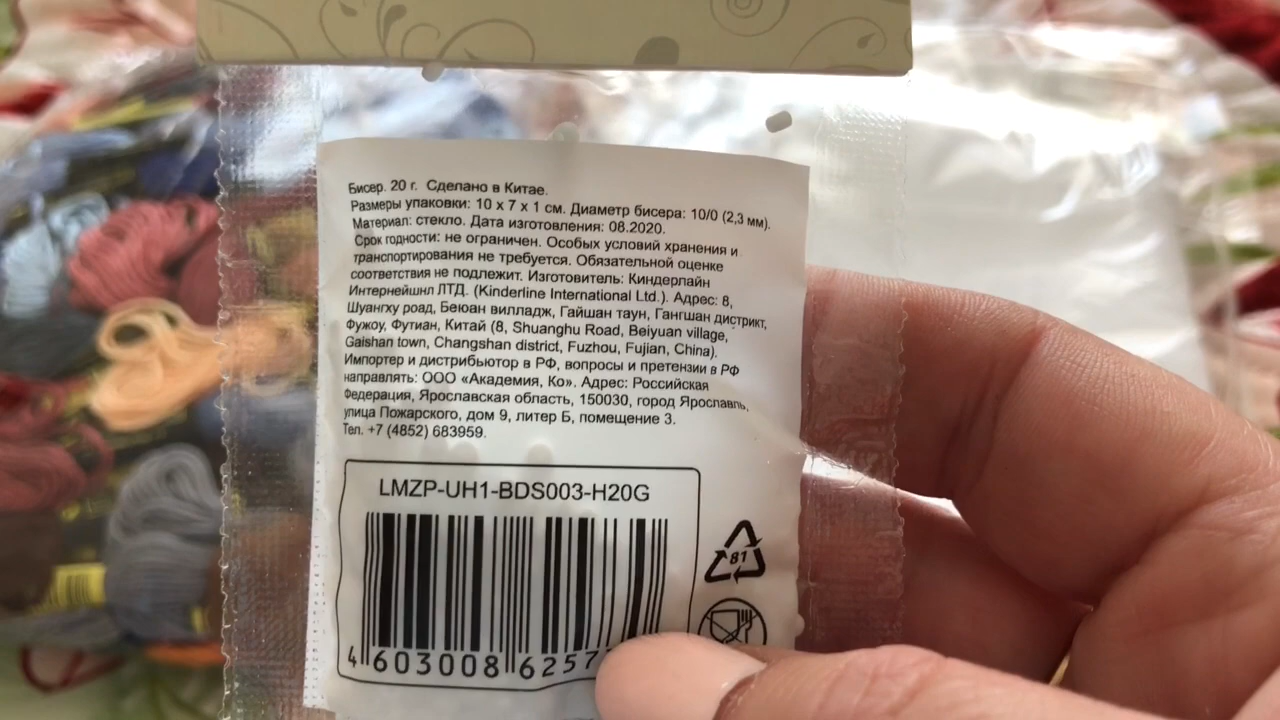 Бисер. 20 г. Сделано в Китае.
Размеры упаковки: 10 х 7 х 1 см. Диаметр бисера: 10/0 (2,3 мм).
Материал: стекло. Дата изготовления: 08.2020.
Срок годности: не ограничен. Особых условий хранения и
транспортирования не требуется. Обязательной оценке
соответствия не подлежит. Изготовитель: Киндерлайн
Интернейшнл ЛТД. (Kinderline International Ltd.). Адрес: 8,
Шуангху роад, Беюан вилладж, Гайшан таун, Гангшан дистрикт,
Фужоу, Футиан, Китай (8, Shuanghu Road, Beiyuan village,
Gaishan town, Changshan district, Fuzhou, Fujian, China).
Импортер и дистрибьютор в РФ, вопросы и претензии в РФ
направлять: ООО «Академия, Ко». Адрес: Российская
Федерация, Ярославская область, 150030, город Ярославль,
улица Пожарского, дом 9, литер Б, помещение 3.
Тел. +7 (4852) 683959.
LMZP-UH1-BDS003-H20G
81
4 603008 6257